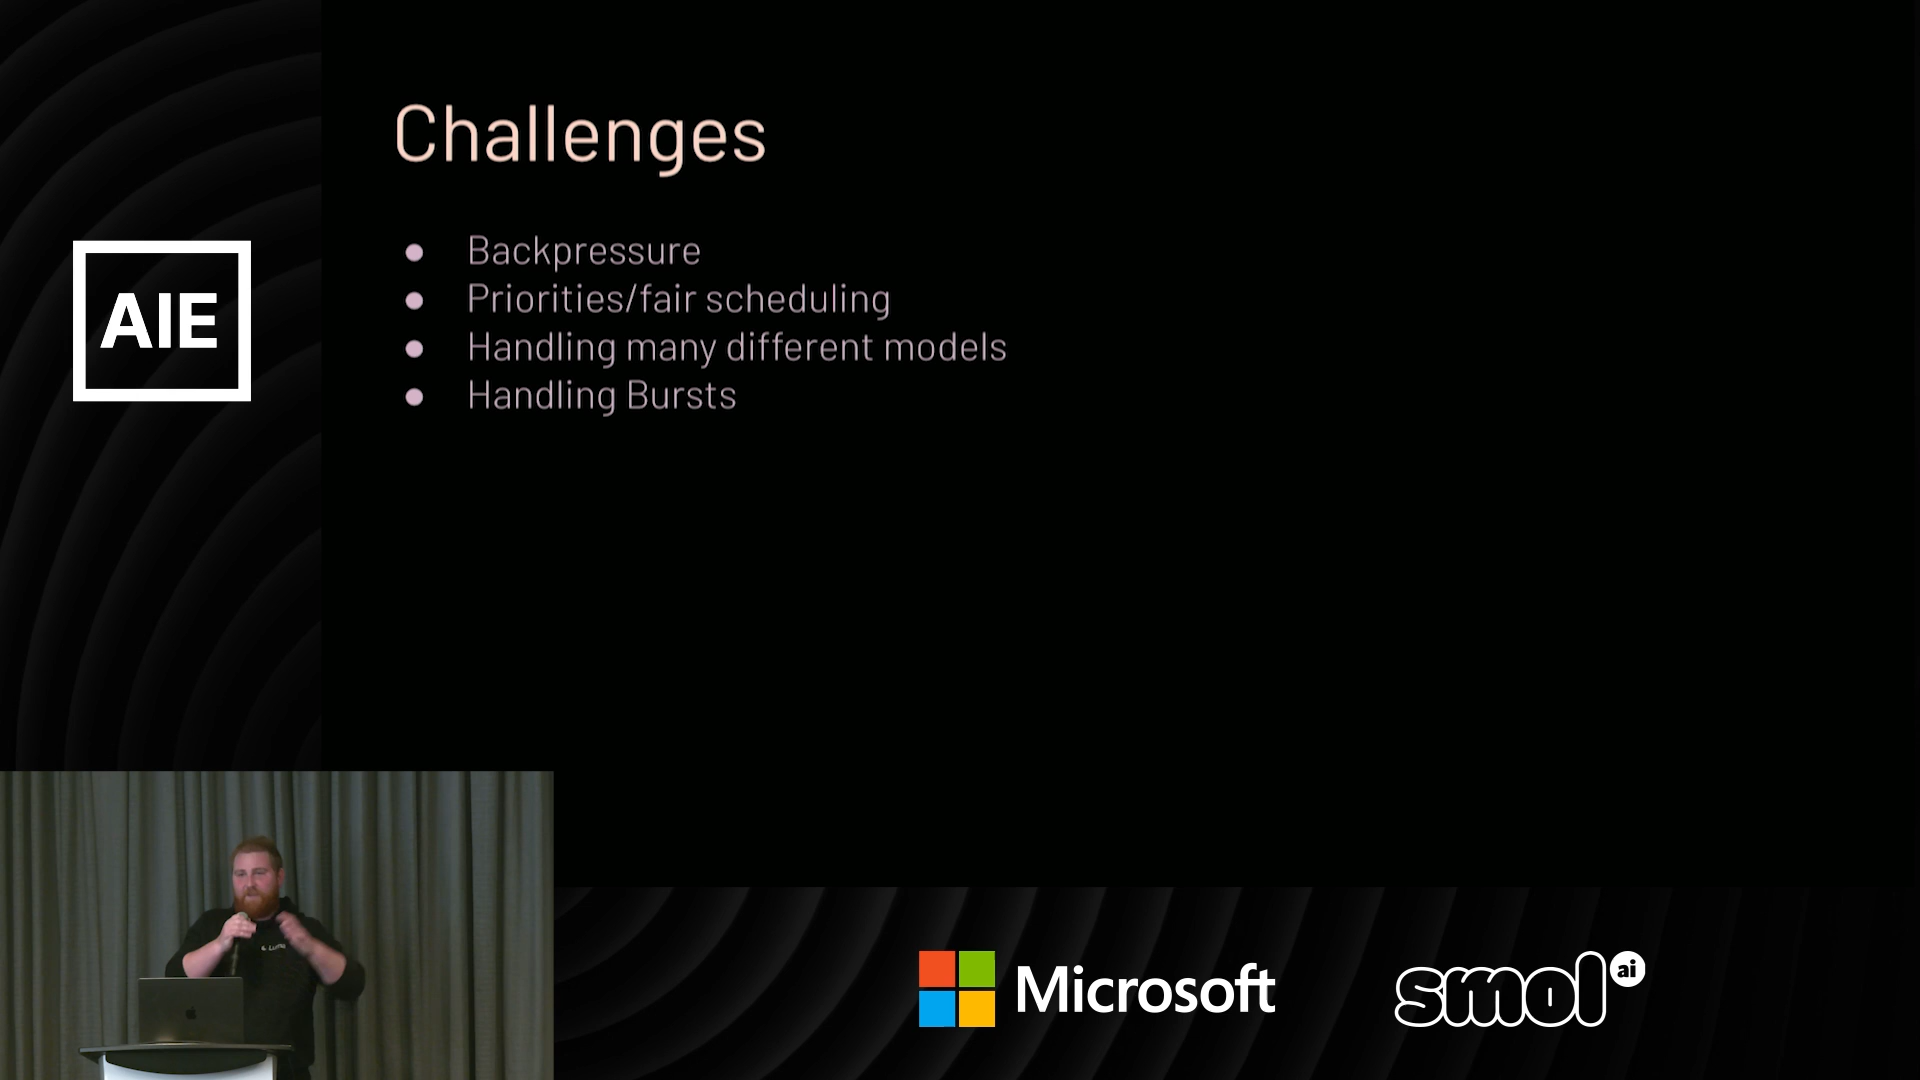 Challenges
AIE
Backpressure
Priorities/fair scheduling
Handling many different models
Handling Bursts
Microsoft
smol ai